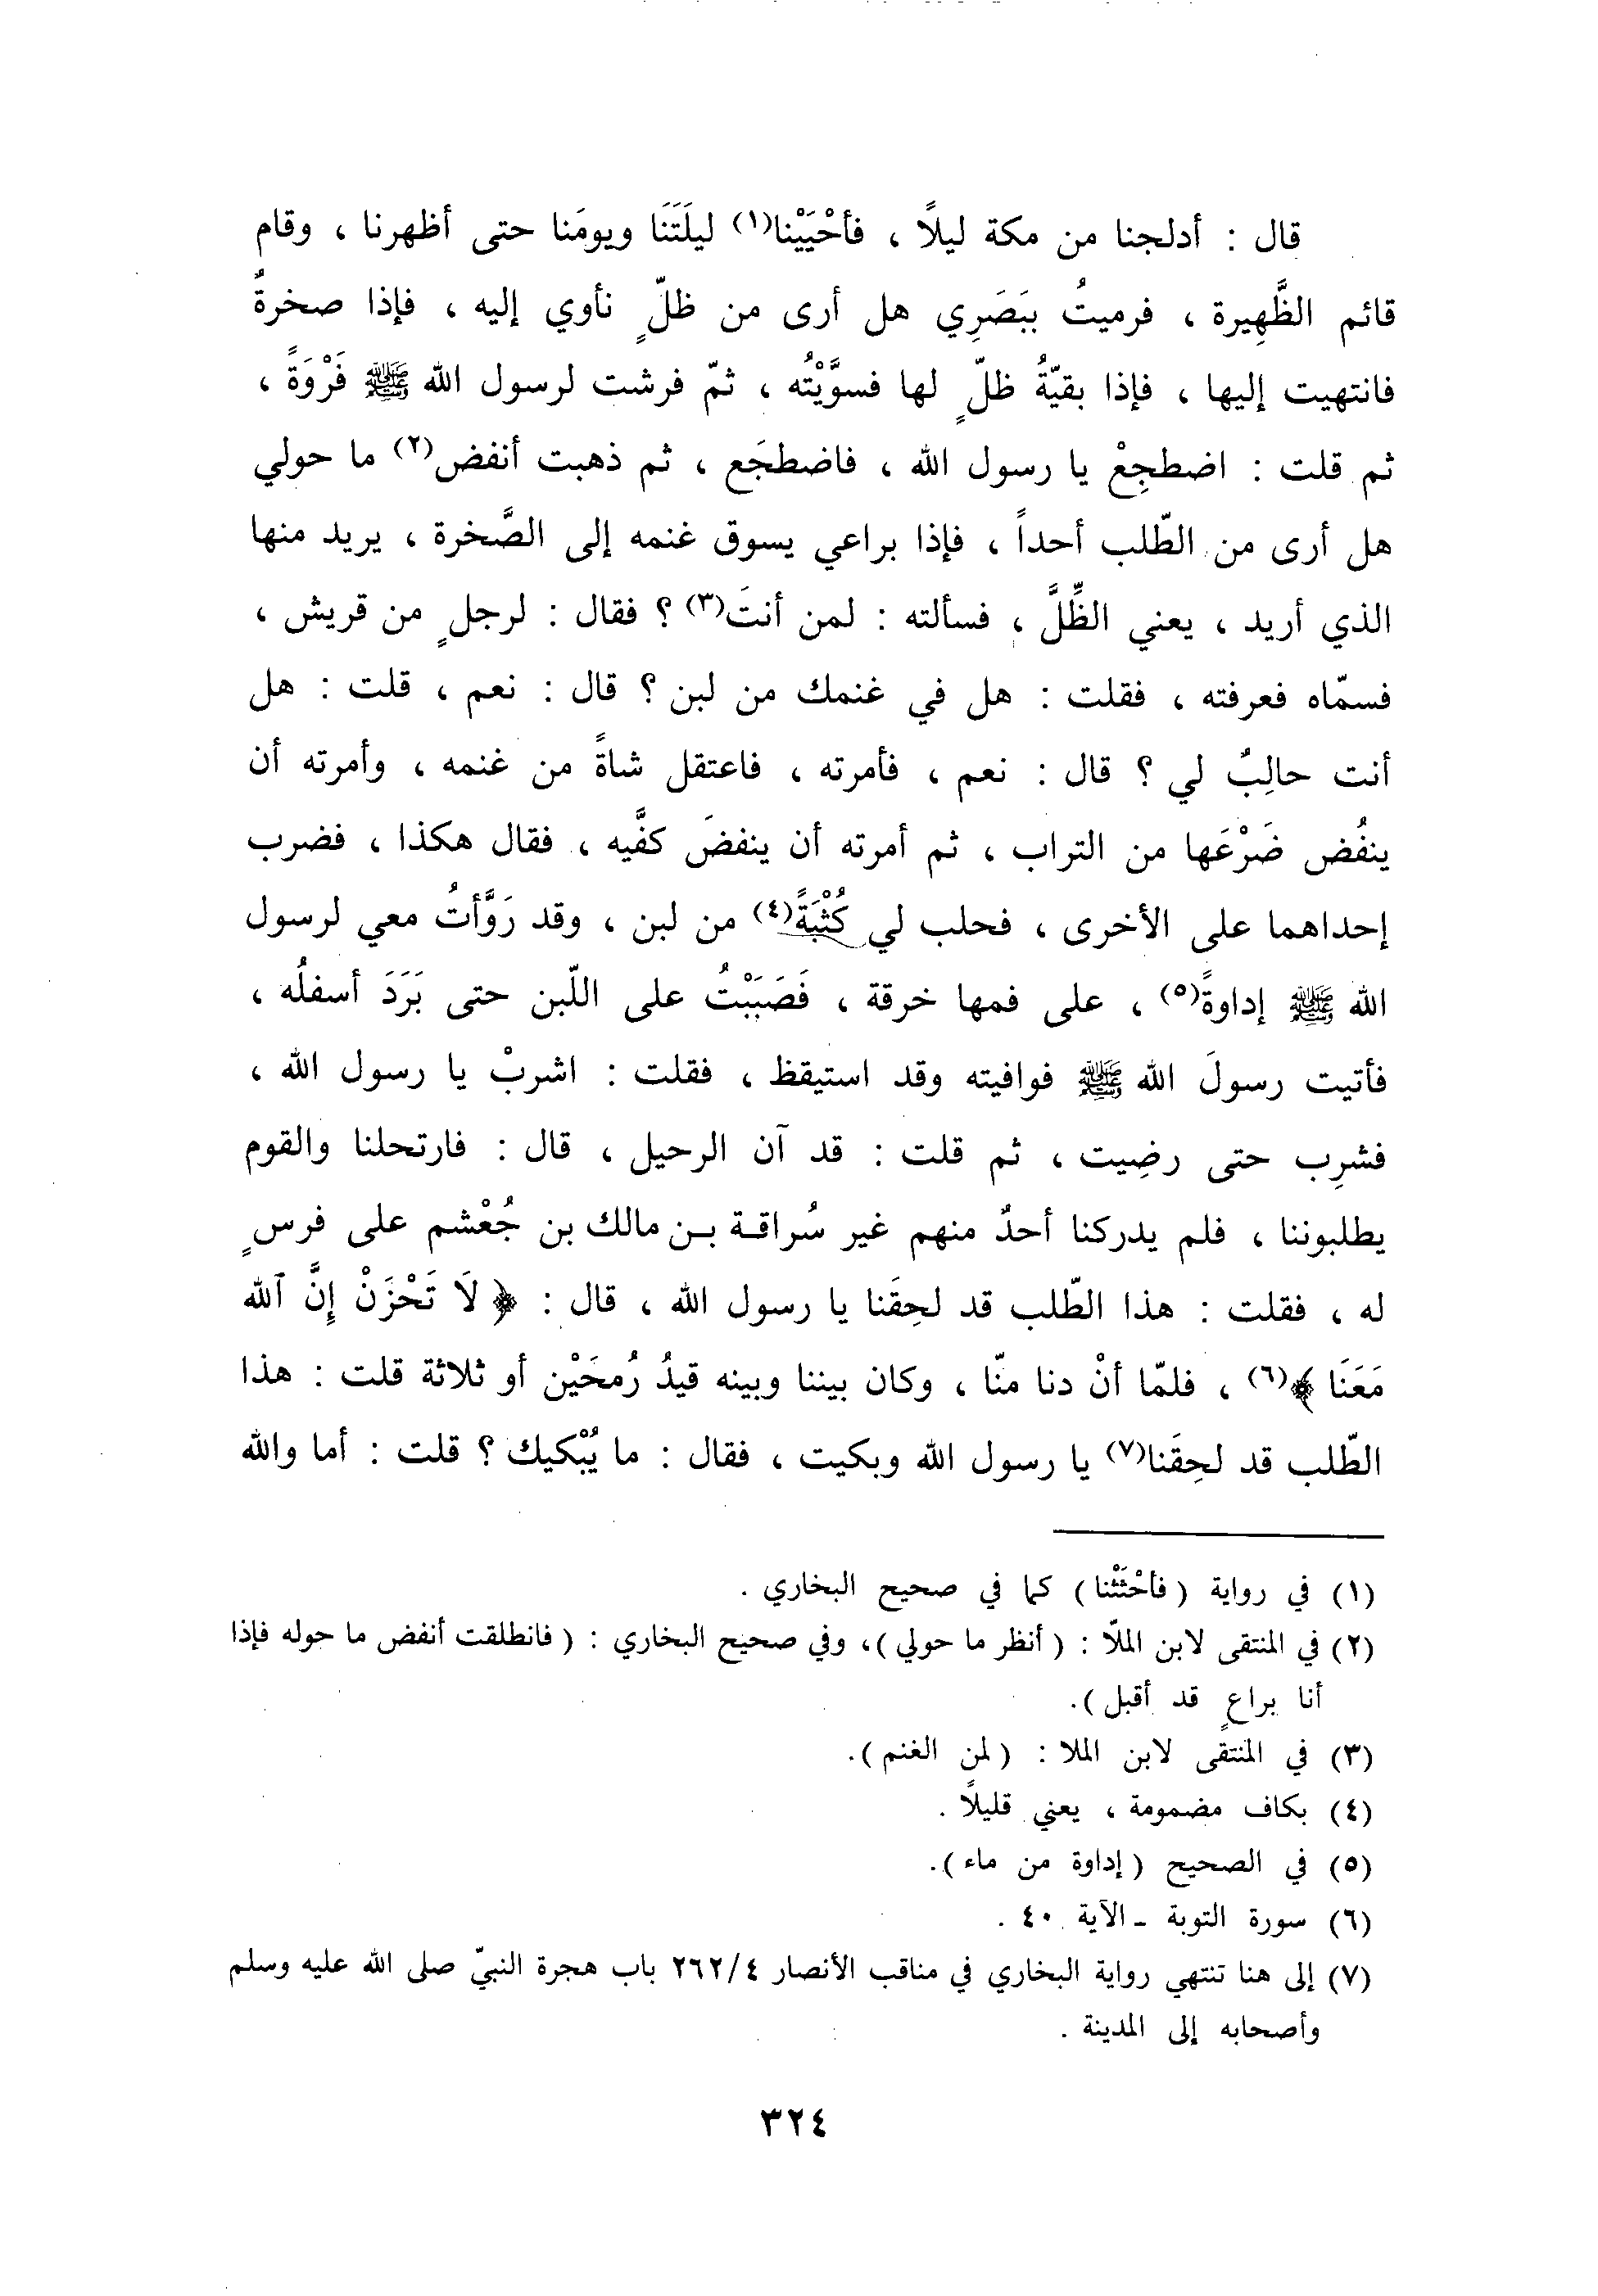 قال : أدلجنا من مكة ليلًا ، فأحْيَيْنا(١) ليلَتَنَا ويومَنا حتى أظهرنا ، وقام
قائم الظَّهِيرة ، فرميتُ ببَصَرِي هل أرى من ظلٍّ نأوي إليه ، فإذا صخرةٌ
فانتهيت إليها ، فإذا بقيّةُ ظلٍّ لها فسوَّيْتُه ، ثمّ فرشت لرسول الله ﷺ فَرْوَةً ،
ثم قلت : اضطجِعْ يا رسول الله ، فاضطجَع ، ثم ذهبت أنفض(٢) ما حولي
هل أرى من الطّلب أحداً ، فإذا براعي يسوق غنمه إلى الصَّخرة ، يريد منها
الذي أريد ، يعني الظِّلَّ ، فسألته : لمن أنتَ(٣) ؟ فقال : لرجلٍ من قريش ،
فسمّاه فعرفته ، فقلت : هل في غنمك من لبن ؟ قال : نعم ، قلت : هل
أنت حالِبٌ لي ؟ قال : نعم ، فأمرته ، فاعتقل شاةً من غنمه ، وأمرته أن
ينفُض ضَرْعَها من التراب ، ثم أمرته أن ينفضَ كفَّيه ، فقال هكذا ، فضرب
إحداهما على الأخرى ، فحلب لي كُثْبَةً(٤) من لبن ، وقد رَوَّأتُ معي لرسول
الله ﷺ إداوةً(٥) ، على فمها خرقة ، فَصَبَبْتُ على اللّبن حتى بَرَدَ أسفلُه ،
فأتيت رسولَ الله ﷺ فوافيته وقد استيقظ ، فقلت : اشربْ يا رسول الله ،
فشرِب حتى رضِيت ، ثم قلت : قد آن الرحيل ، قال : فارتحلنا والقوم
يطلبوننا ، فلم يدركنا أحدٌ منهم غير سُراقة بن مالك بن جُعْشم على فرسٍ
له ، فقلت : هذا الطّلب قد لحِقَنا يا رسول الله ، قال : ﴿ لَا تَحْزَنْ إِنَّ ٱلله
مَعَنَا ﴾(٦) ، فلمّا أنْ دنا منّا ، وكان بيننا وبينه قيدُ رُمحَيْن أو ثلاثة قلت : هذا
الطّلب قد لحِقَنا(٧) يا رسول الله وبكيت ، فقال : ما يُبْكيك ؟ قلت : أما والله
(١) في رواية ( فأحْثَثْنا ) كما في صحيح البخاري .
(٢) في المنتقى لابن الملّا : ( أنظر ما حولي )، وفي صحيح البخاري : ( فانطلقت أنفض ما حوله فإذا
أنا براعٍ قد أقبل ).
(٣) في المنتقى لابن الملا : ( لمن الغنم ).
(٤) بكاف مضمومة ، يعني قليلًا .
(٥) في الصحيح ( إداوة من ماء ).
(٦) سورة التوبة - الآية ٤٠ .
(٧) إلى هنا تنتهي رواية البخاري في مناقب الأنصار ٢٦٢/٤ باب هجرة النبيّ صلى الله عليه وسلم
وأصحابه إلى المدينة .
٣٢٤